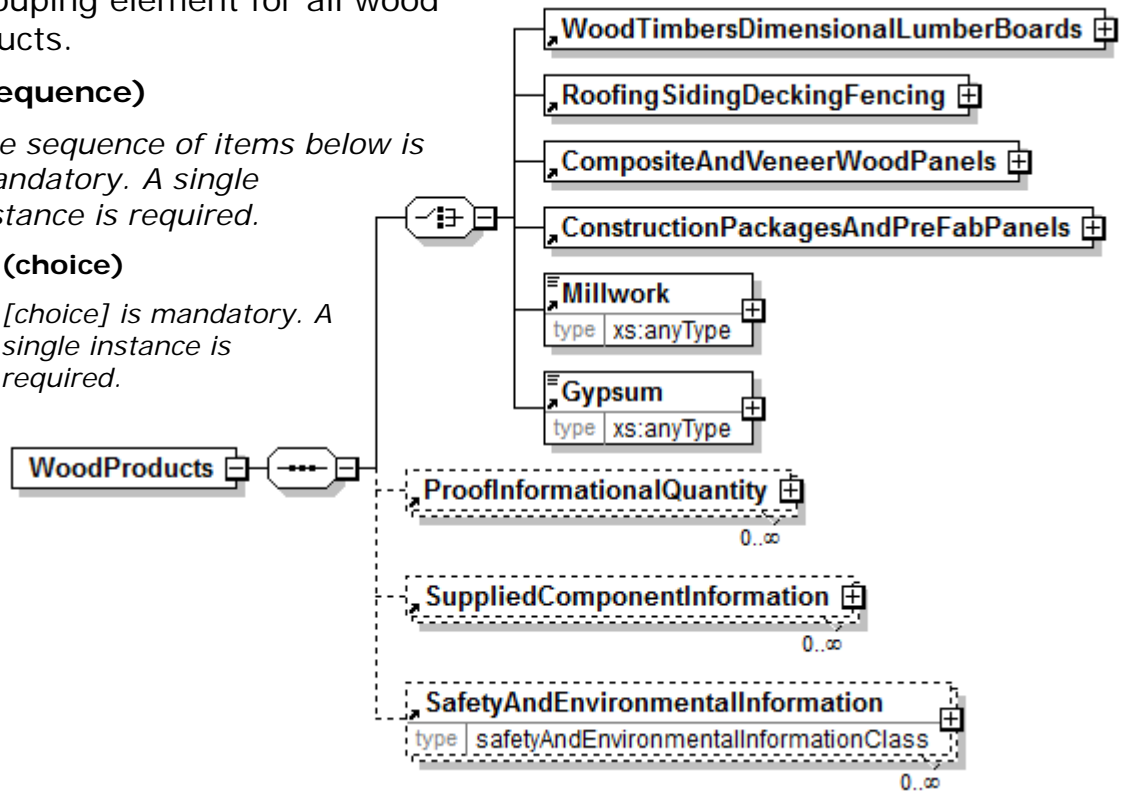 ouping element for all wood
ucts.
equence)
e sequence of items below is
andatory. A single
stance is required.
(choice)
[choice] is mandatory. A
single instance is
required.
WoodProducts
WoodTimbersDimensionalLumberBoards
RoofingSidingDeckingFencing
CompositeAndVeneerWoodPanels
ConstructionPackagesAndPreFabPanels
Millwork
type xs:anyType
Gypsum
type xs:anyType
ProofInformationalQuantity
0..∞
SuppliedComponentInformation
0..∞
SafetyAndEnvironmentalInformation
type safetyAndEnvironmentalInformationClass
0..∞